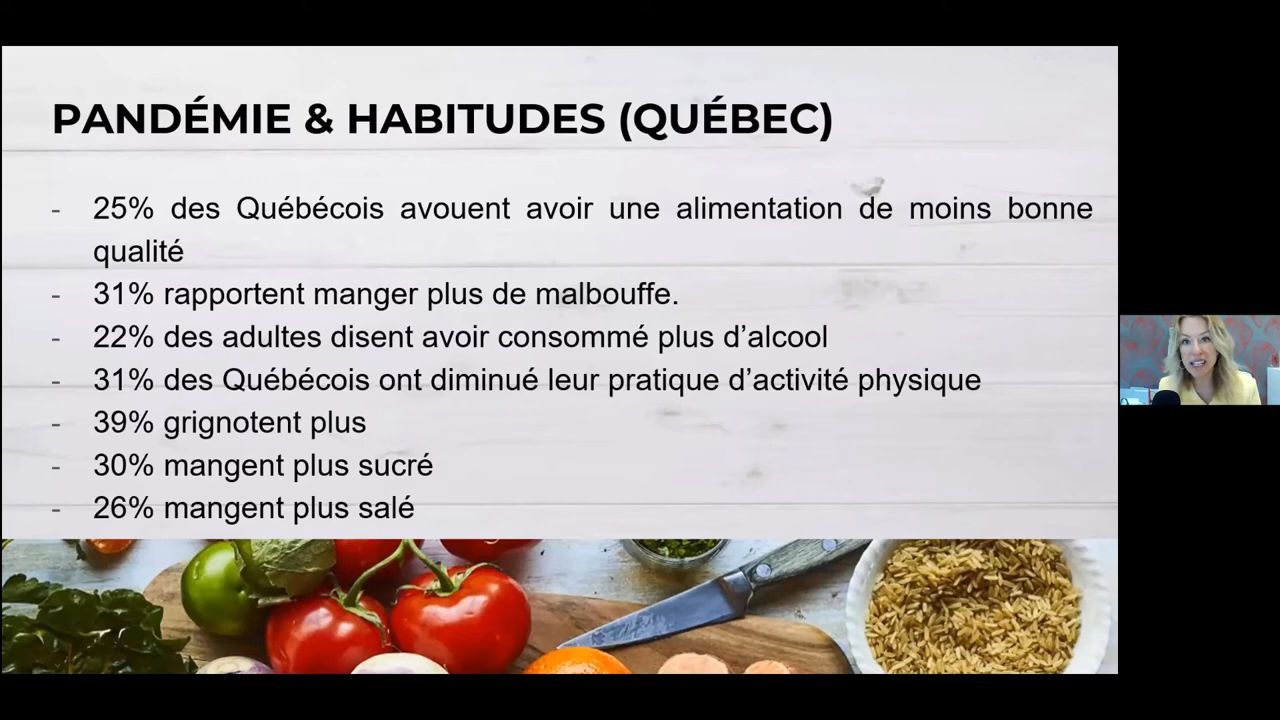 PANDÉMIE & HABITUDES (QUÉBEC)
- 25% des Québécois avouent avoir une alimentation de moins bonne
qualité
- 31% rapportent manger plus de malbouffe.
- 22% des adultes disent avoir consommé plus d’alcool
- 31% des Québécois ont diminué leur pratique d’activité physique
- 39% grignotent plus
- 30% mangent plus sucré
- 26% mangent plus salé